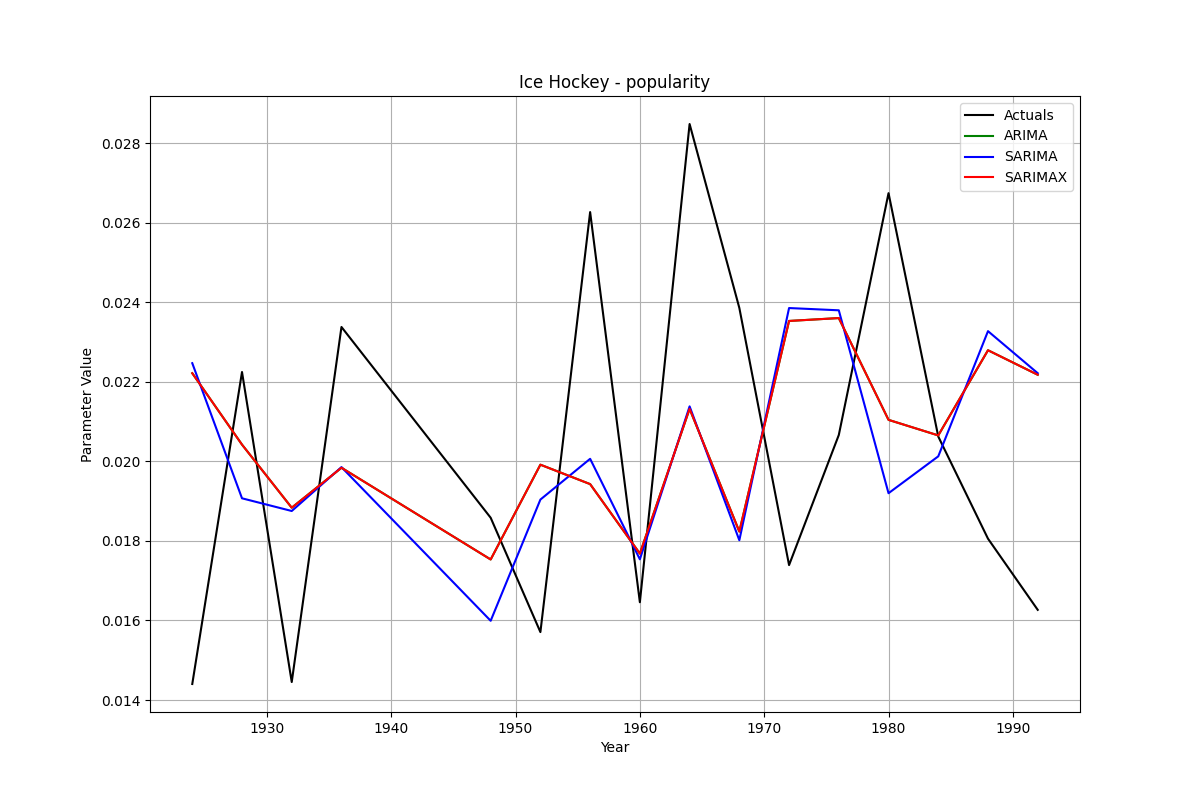 Ice Hockey - popularity
Actuals
ARIMA
SARIMA
SARIMAX
Parameter Value
0.028
0.026
0.024
0.022
0.020
0.018
0.016
0.014
1930 1940 1950 1960 1970 1980 1990
Year